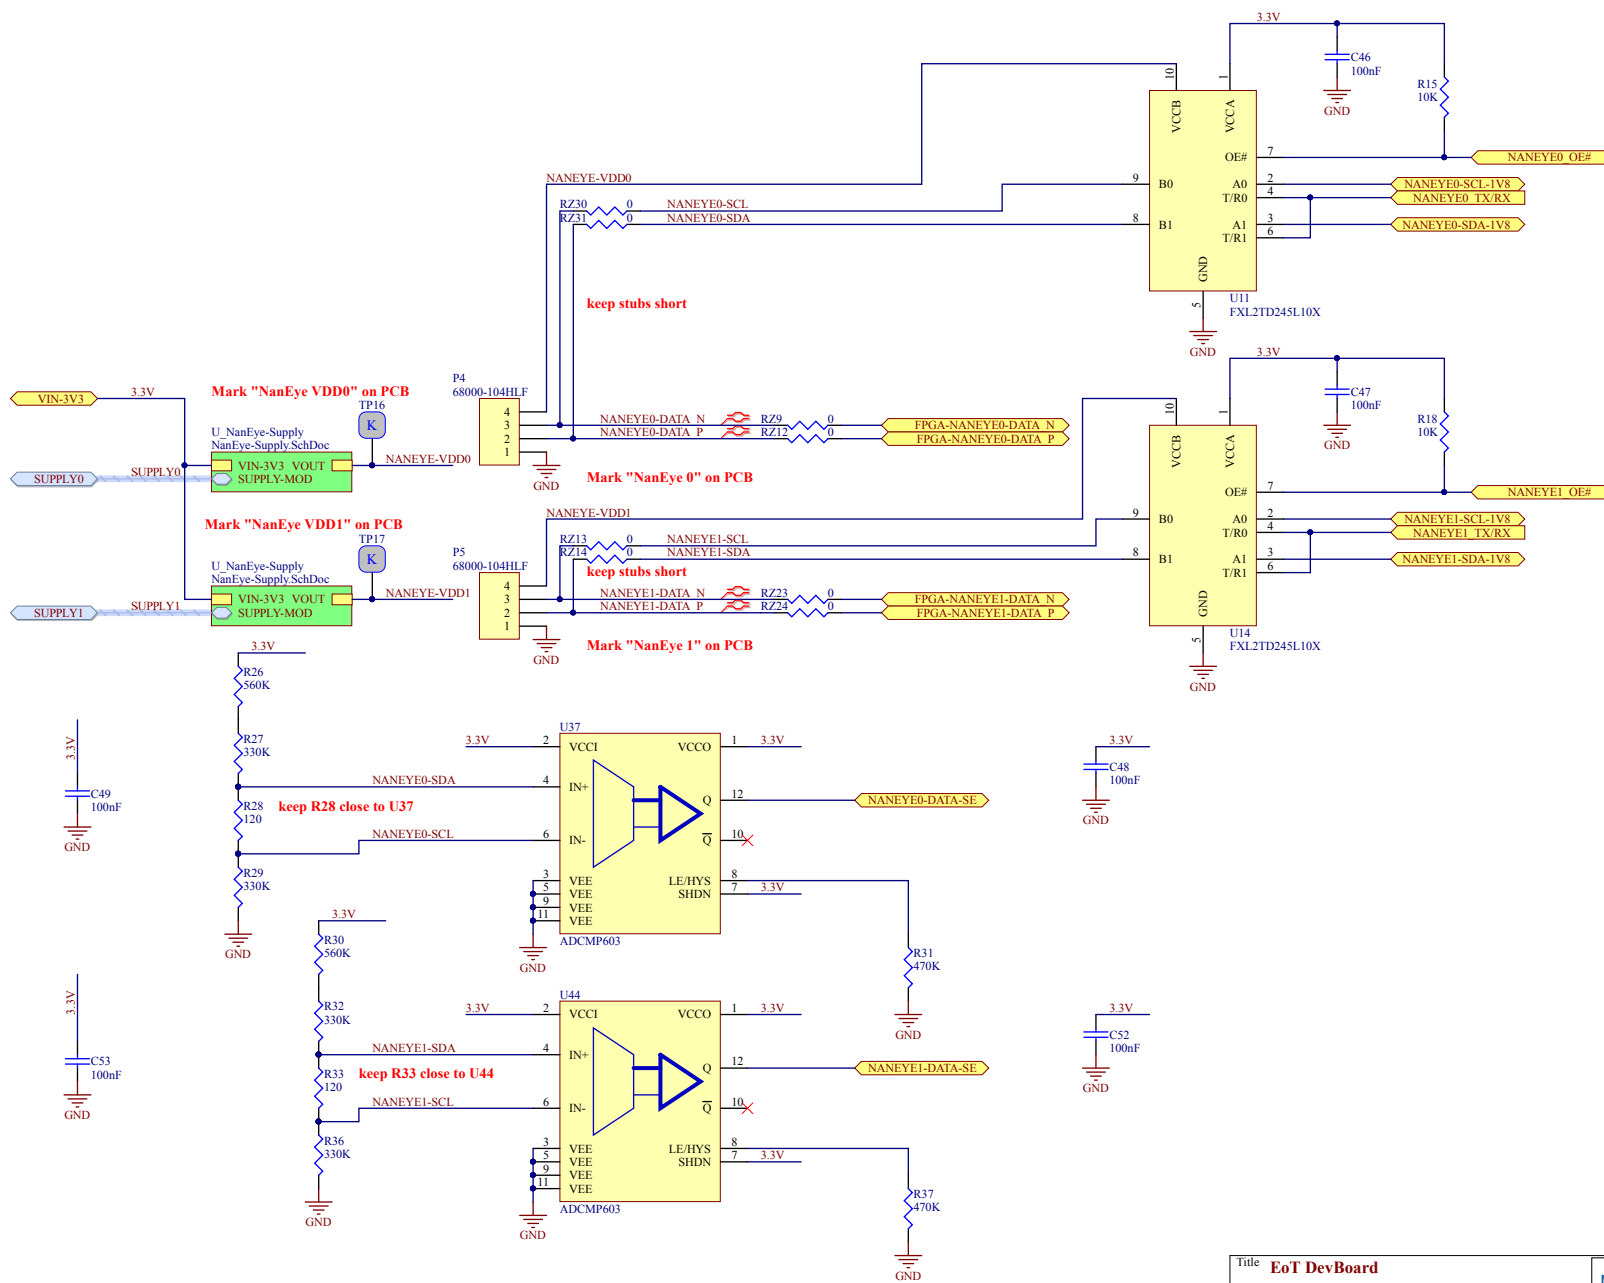 3.3V
C46
100nF
GND
R15
10K
10
1
VCCB
VCCA
OE#
7
NANEYE0_OE#
NANEYE-VDD0
9
B0
A0
2
NANEYE0-SCL-1V8
T/R0
4
NANEYE0_TX/RX
RZ30
0
NANEYE0-SCL
RZ31
0
NANEYE0-SDA
8
B1
A1
3
NANEYE0-SDA-1V8
T/R1
6
GND
5
U11
FXL2TD245L10X
GND
keep stubs short
3.3V
C47
100nF
GND
R18
10K
VIN-3V3
3.3V
Mark "NanEye VDD0" on PCB
TP16
K
U_NanEye-Supply
NanEye-Supply.SchDoc
VIN-3V3
VOUT
SUPPLY-MOD
SUPPLY0
SUPPLY0
NANEYE-VDD0
P4
68000-104HLF
4
3
2
1
GND
NANEYE0-DATA_N
RZ9
0
FPGA-NANEYE0-DATA_N
NANEYE0-DATA_P
RZ12
0
FPGA-NANEYE0-DATA_P
Mark "NanEye 0" on PCB
10
1
VCCB
VCCA
OE#
7
NANEYE1_OE#
Mark "NanEye VDD1" on PCB
TP17
K
U_NanEye-Supply
NanEye-Supply.SchDoc
VIN-3V3
VOUT
SUPPLY-MOD
SUPPLY1
SUPPLY1
NANEYE-VDD1
P5
68000-104HLF
4
3
2
1
GND
NANEYE-VDD1
RZ13
0
NANEYE1-SCL
RZ14
0
NANEYE1-SDA
keep stubs short
NANEYE1-DATA_N
RZ23
0
FPGA-NANEYE1-DATA_N
NANEYE1-DATA_P
RZ24
0
FPGA-NANEYE1-DATA_P
Mark "NanEye 1" on PCB
9
B0
A0
2
NANEYE1-SCL-1V8
T/R0
4
NANEYE1_TX/RX
8
B1
A1
3
NANEYE1-SDA-1V8
T/R1
6
GND
5
U14
FXL2TD245L10X
GND
3.3V
R26
560K
R27
330K
R28
120
R29
330K
GND
3.3V
C49
100nF
GND
NANEYE0-SDA
keep R28 close to U37
NANEYE0-SCL
U37
3.3V
2
VCCI
VCCO
1
3.3V
4
IN+
Q
12
NANEYE0-DATA-SE
6
IN-
Q
10
3
VEE
LE/HYS
8
5
VEE
SHDN
7
3.3V
9
VEE
11
VEE
ADCMP603
GND
R31
470K
GND
3.3V
C48
100nF
GND
3.3V
R30
560K
R32
330K
R33
120
R36
330K
GND
3.3V
C53
100nF
GND
NANEYE1-SDA
keep R33 close to U44
NANEYE1-SCL
U44
3.3V
2
VCCI
VCCO
1
3.3V
4
IN+
Q
12
NANEYE1-DATA-SE
6
IN-
Q
10
3
VEE
LE/HYS
8
5
VEE
SHDN
7
3.3V
9
VEE
11
VEE
ADCMP603
GND
R37
470K
GND
3.3V
C52
100nF
GND
Title EoT DevBoard